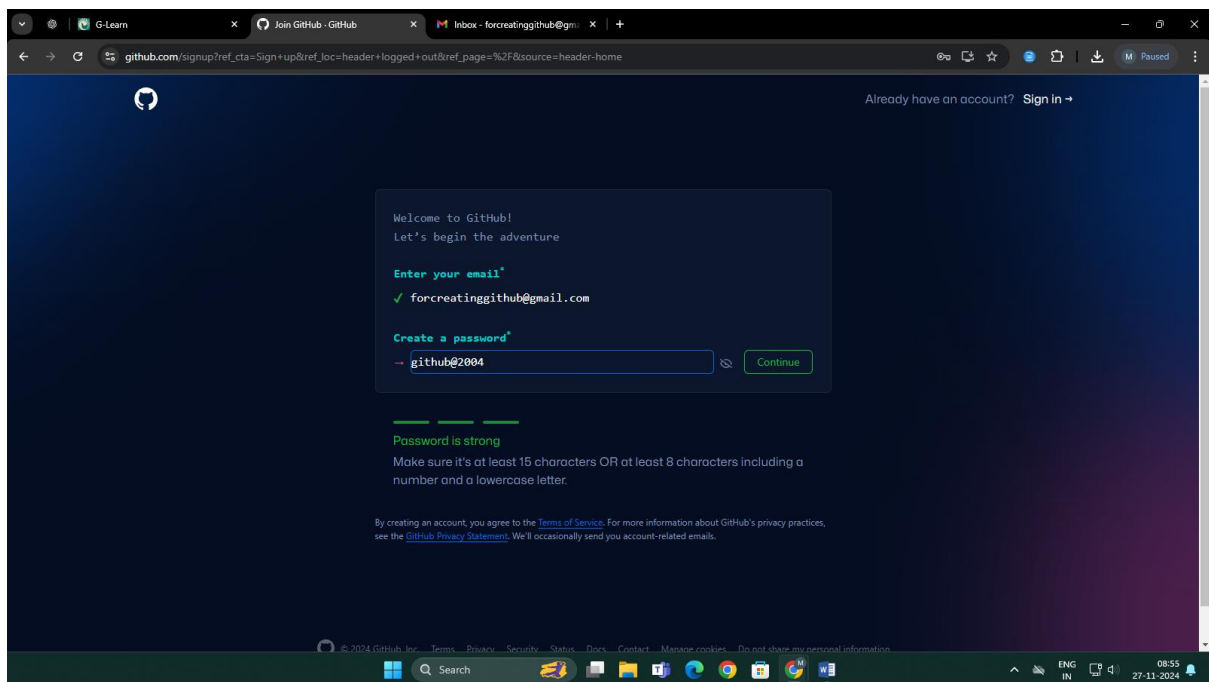 G-Learn
Join GitHub · GitHub
Inbox - forcreatinggithub@gm
github.com/signup?ref_cta=Sign+up&ref_loc=header+logged+out&ref_page=%2F&source=header-home
M Paused
Already have an account? Sign in →
Welcome to GitHub!
Let's begin the adventure
Enter your email*
✓ forcreatinggithub@gmail.com
Create a password*
→ github@2004
Continue
Password is strong
Make sure it's at least 15 characters OR at least 8 characters including a
number and a lowercase letter.
By creating an account, you agree to the Terms of Service. For more information about GitHub's privacy practices,
see the GitHub Privacy Statement. We'll occasionally send you account-related emails.
© 2024 GitHub, Inc. Terms Privacy Security Status Docs Contact Manage cookies Do not share my personal information
Search
ENG
IN
08:55
27-11-2024